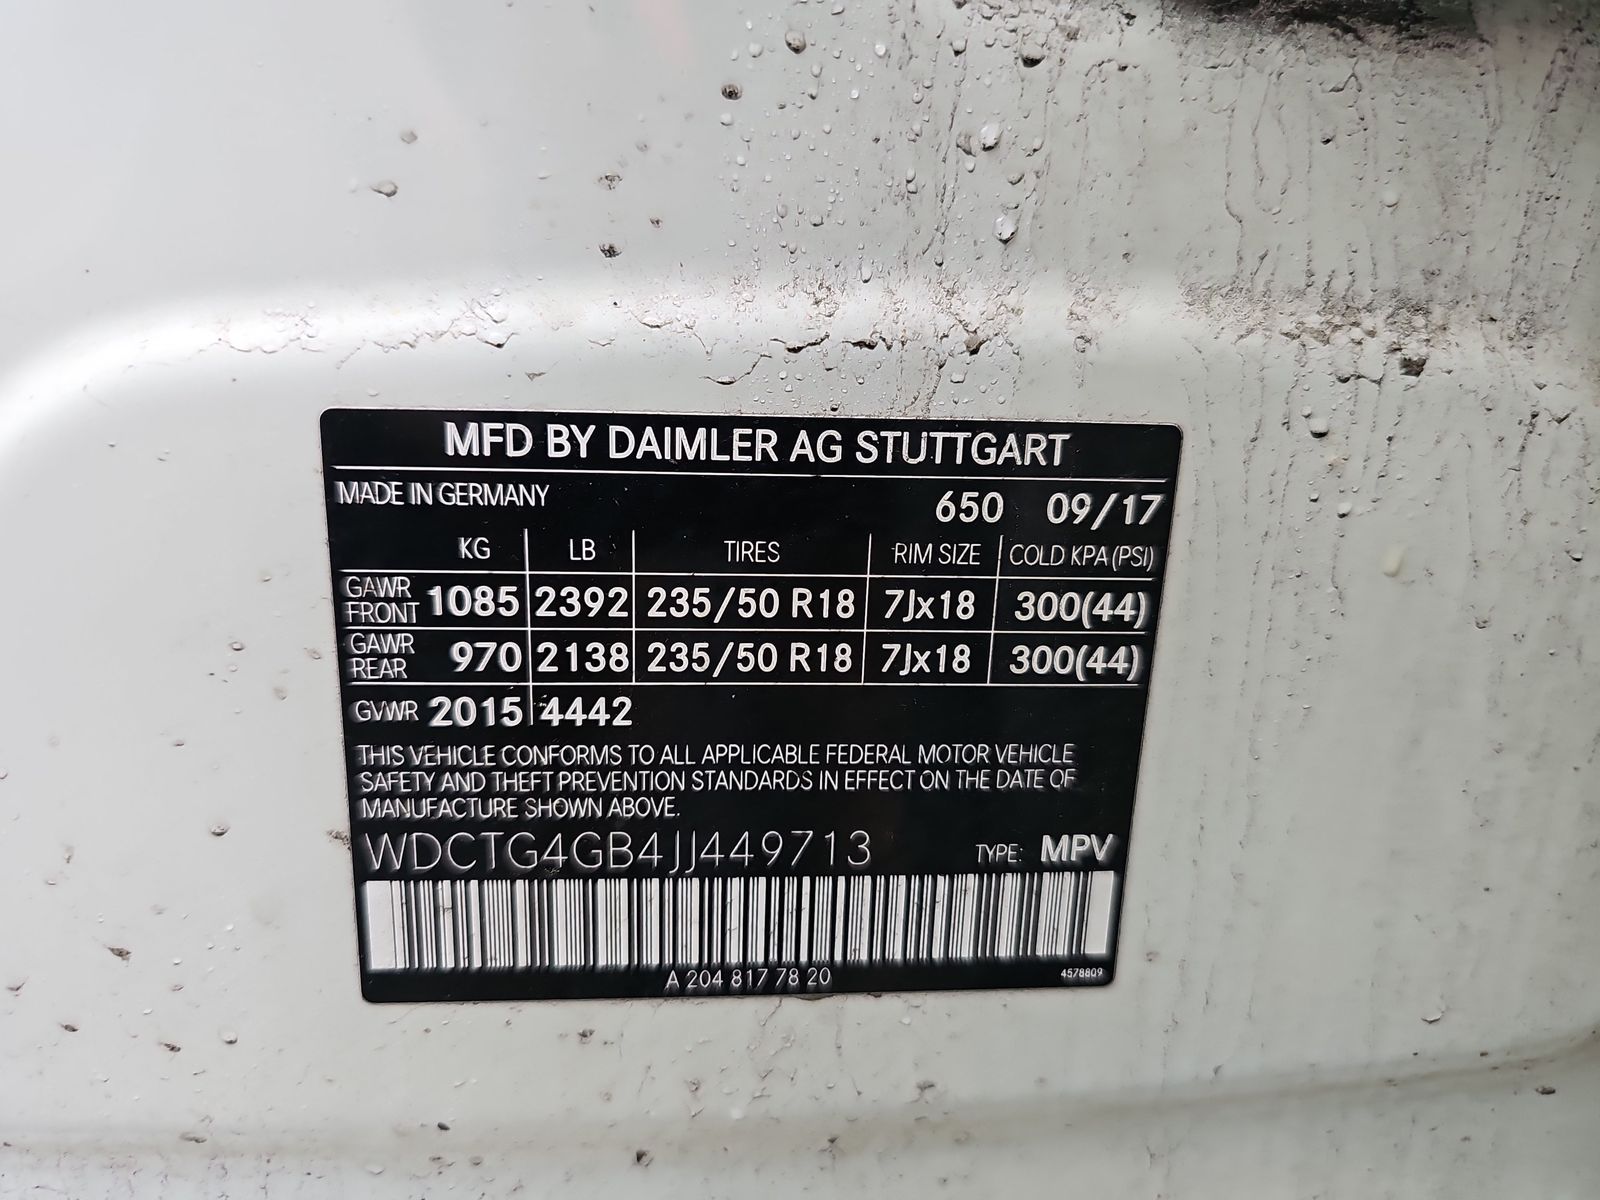 MFD BY DAIMLER AG STUTTGART
MADE IN GERMANY 650 09/17
KG LB TIRES RIM SIZE COLD KPA (PSI)
GAWR FRONT 1085 2392 235/50 R18 7Jx18 300(44)
GAWR REAR 970 2138 235/50 R18 7Jx18 300(44)
GVWR 2015 4442
THIS VEHICLE CONFORMS TO ALL APPLICABLE FEDERAL MOTOR VEHICLE
SAFETY AND THEFT PREVENTION STANDARDS IN EFFECT ON THE DATE OF
MANUFACTURE SHOWN ABOVE.
WDCTG4GB4JJ449713 TYPE: MPV
A 204 817 78 20 4578809